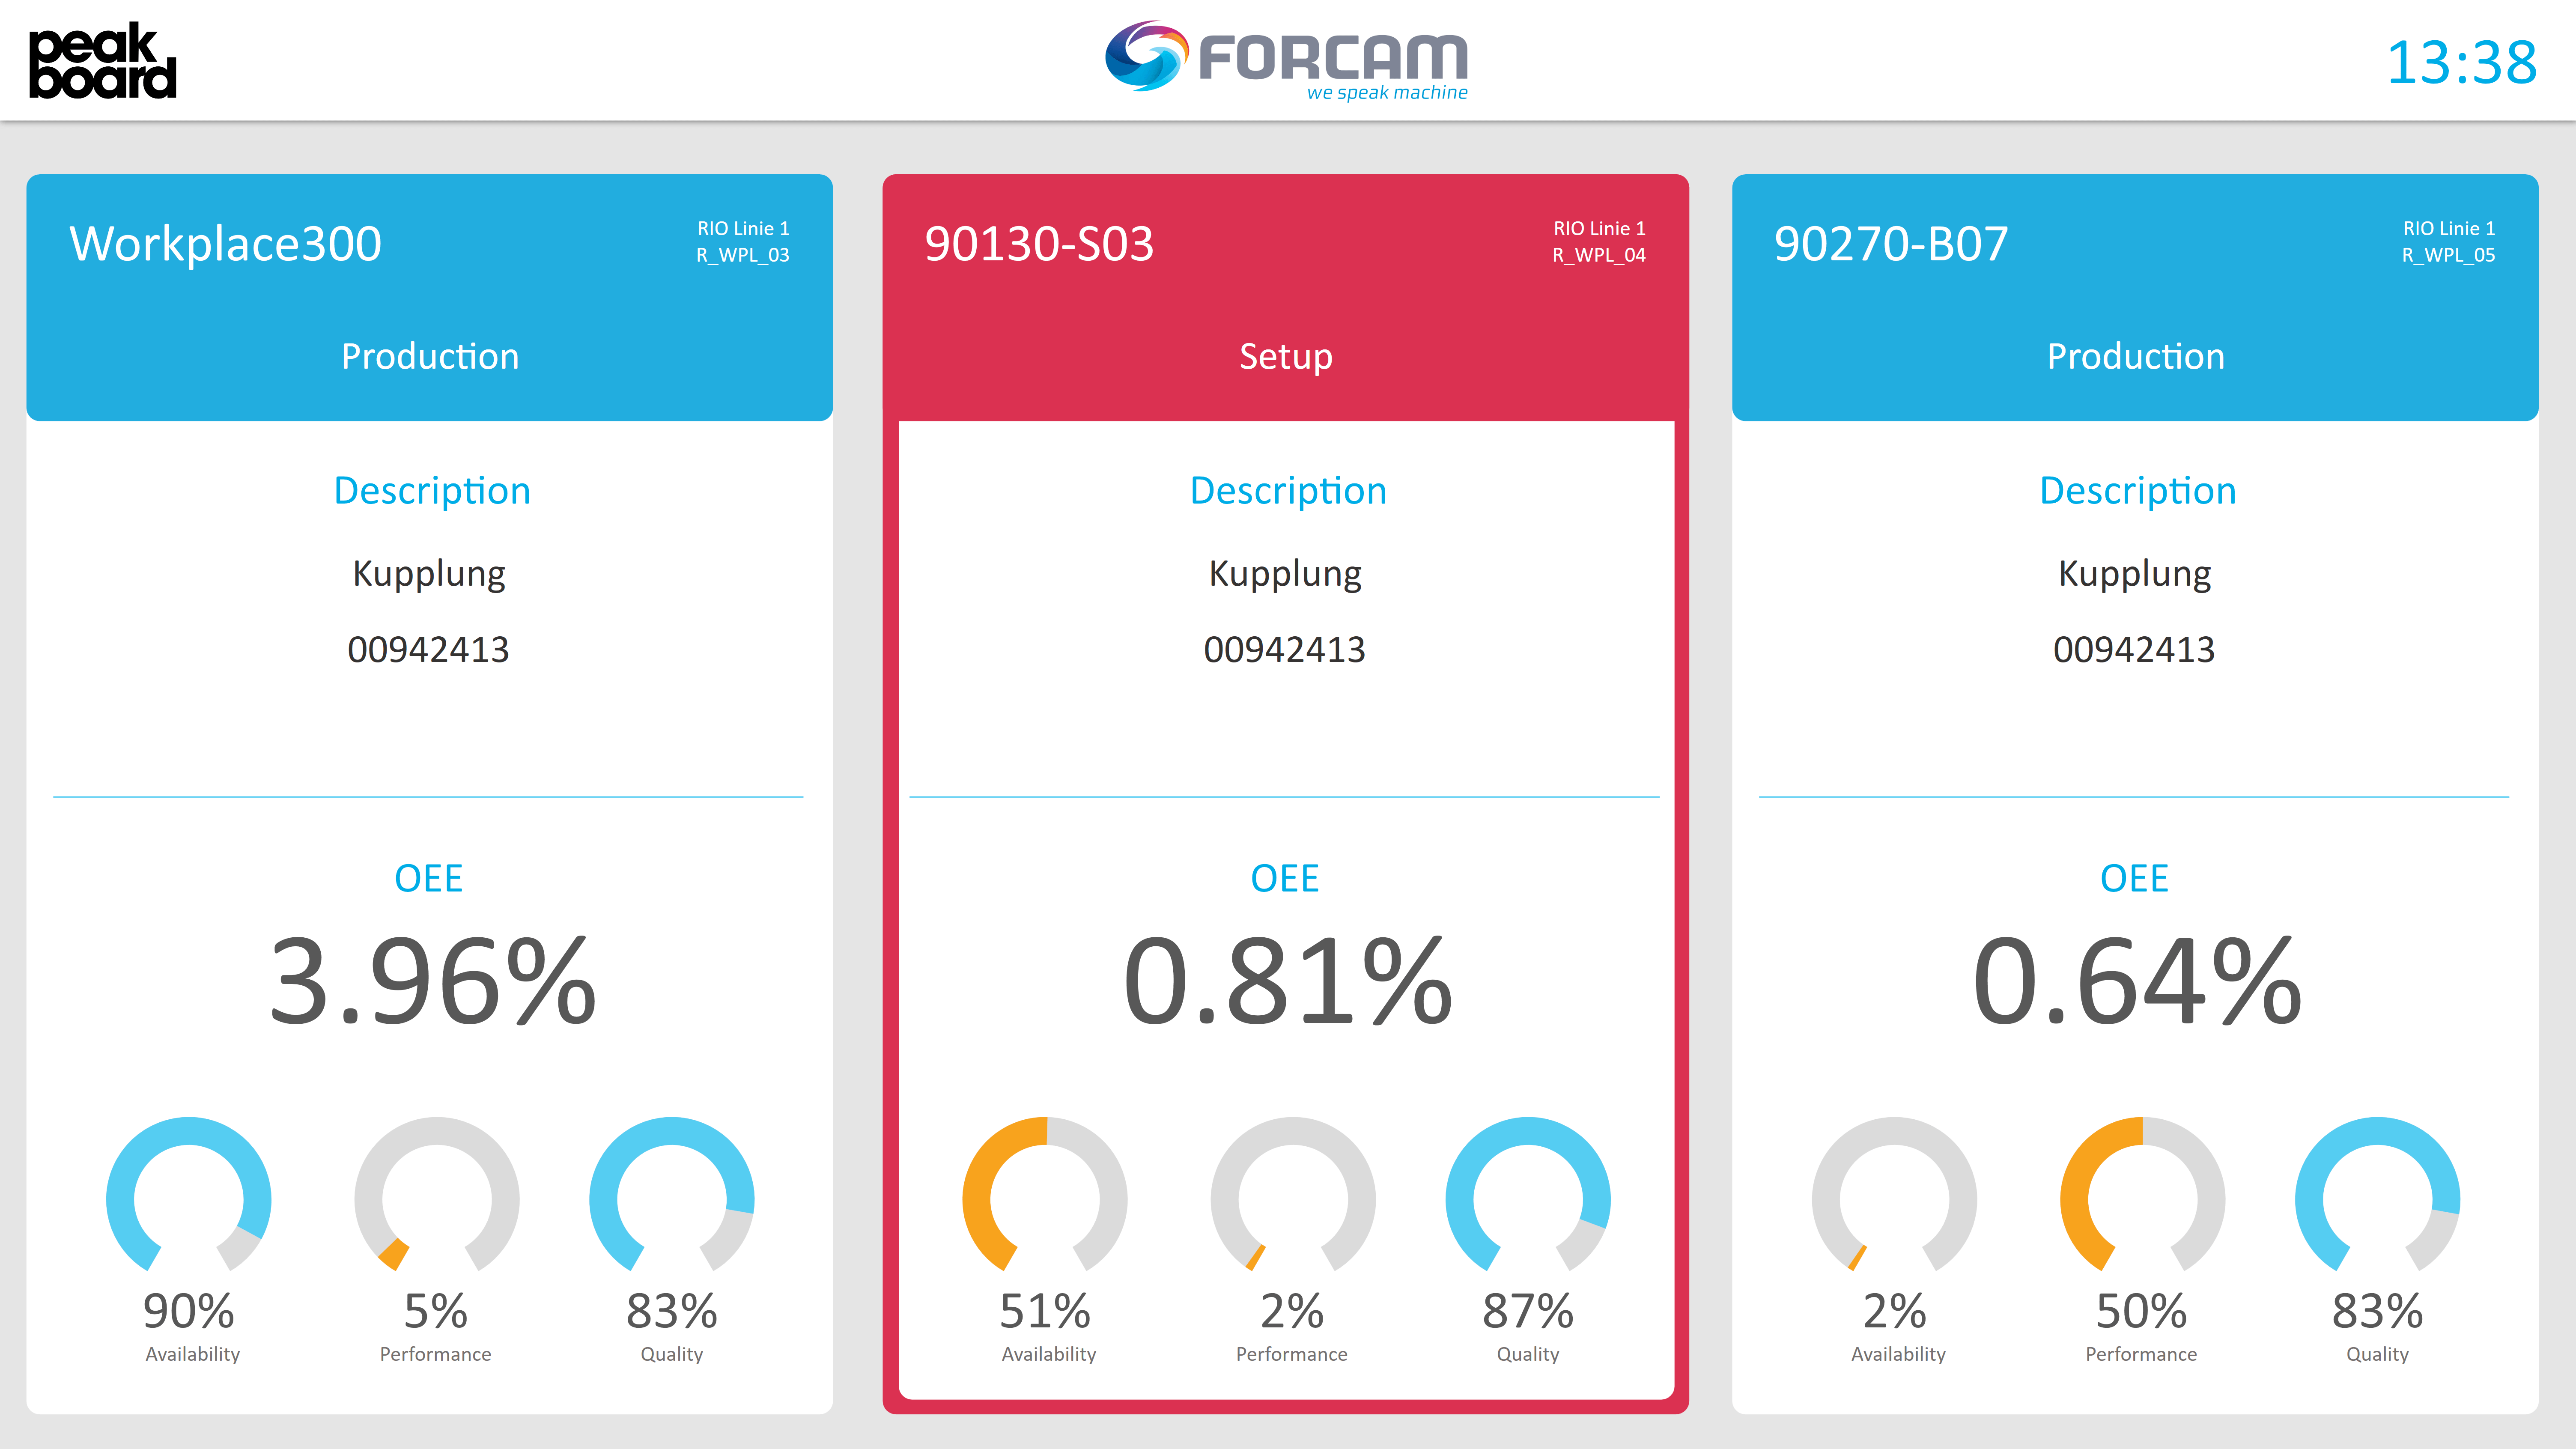 peak
board
FORCAM
we speak machine
13:38
Workplace300
RIO Linie 1
R_WPL_03
Production
Description
Kupplung
00942413
OEE
3.96%
90%
5%
83%
Availability
Performance
Quality
90130-S03
RIO Linie 1
R_WPL_04
Setup
Description
Kupplung
00942413
OEE
0.81%
51%
2%
87%
Availability
Performance
Quality
90270-B07
RIO Linie 1
R_WPL_05
Production
Description
Kupplung
00942413
OEE
0.64%
2%
50%
83%
Availability
Performance
Quality